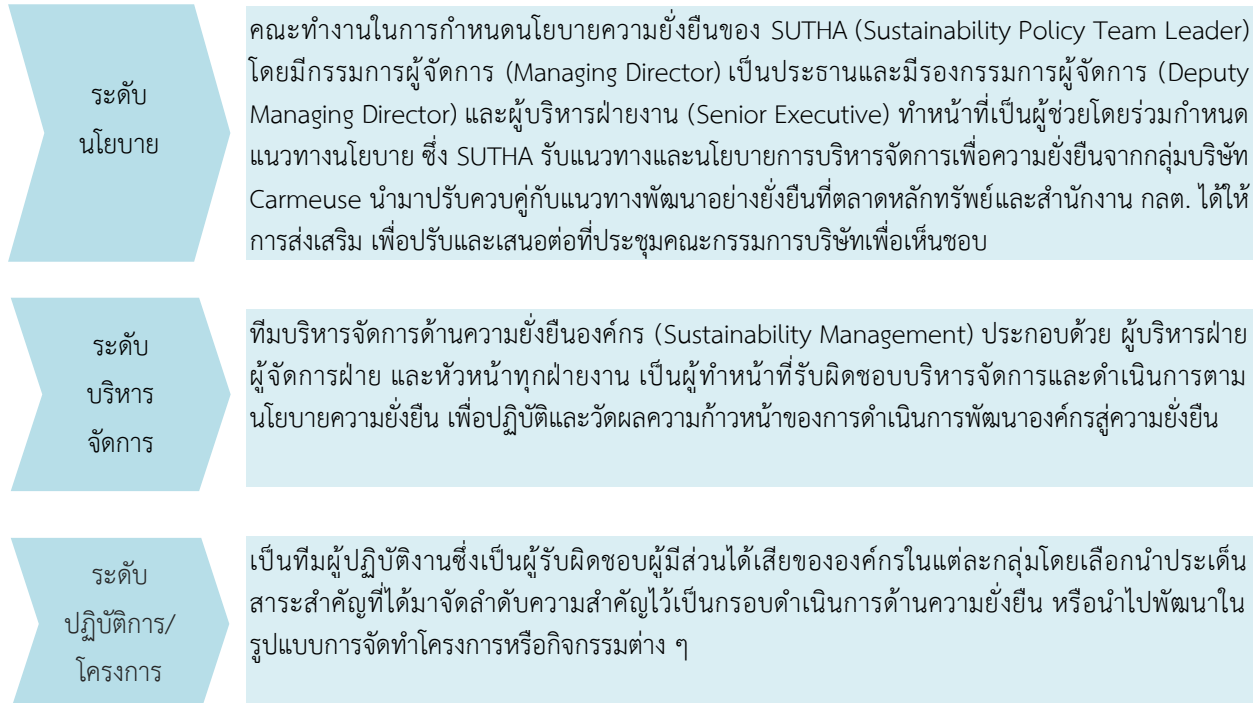 ระดับ
นโยบาย
คณะทำงานในการกำหนดนโยบายความยั่งยืนของ SUTHA (Sustainability Policy Team Leader)
โดยมีกรรมการผู้จัดการ (Managing Director) เป็นประธานและมีรองกรรมการผู้จัดการ (Deputy
Managing Director) และผู้บริหารฝ่ายงาน (Senior Executive) ทำหน้าที่เป็นผู้ช่วยโดยร่วมกำหนด
แนวทางนโยบาย ซึ่ง SUTHA รับแนวทางและนโยบายการบริหารจัดการเพื่อความยั่งยืนจากกลุ่มบริษัท
Carmeuse นำมาปรับควบคู่กับแนวทางพัฒนาอย่างยั่งยืนที่ตลาดหลักทรัพย์และสำนักงาน กลต. ได้ให้
การส่งเสริม เพื่อปรับและเสนอต่อที่ประชุมคณะกรรมการบริษัทเพื่อเห็นชอบ
ระดับ
บริหาร
จัดการ
ทีมบริหารจัดการด้านความยั่งยืนองค์กร (Sustainability Management) ประกอบด้วย ผู้บริหารฝ่าย
ผู้จัดการฝ่าย และหัวหน้าทุกฝ่ายงาน เป็นผู้ทำหน้าที่รับผิดชอบบริหารจัดการและดำเนินการตาม
นโยบายความยั่งยืน เพื่อปฏิบัติและวัดผลความก้าวหน้าของการดำเนินการพัฒนาองค์กรสู่ความยั่งยืน
ระดับ
ปฏิบัติการ/
โครงการ
เป็นทีมผู้ปฏิบัติงานซึ่งเป็นผู้รับผิดชอบผู้มีส่วนได้เสียขององค์กรในแต่ละกลุ่มโดยเลือกนำประเด็น
สาระสำคัญที่ได้มาจัดลำดับความสำคัญไว้เป็นกรอบดำเนินการด้านความยั่งยืน หรือนำไปพัฒนาใน
รูปแบบการจัดทำโครงการหรือกิจกรรมต่าง ๆ